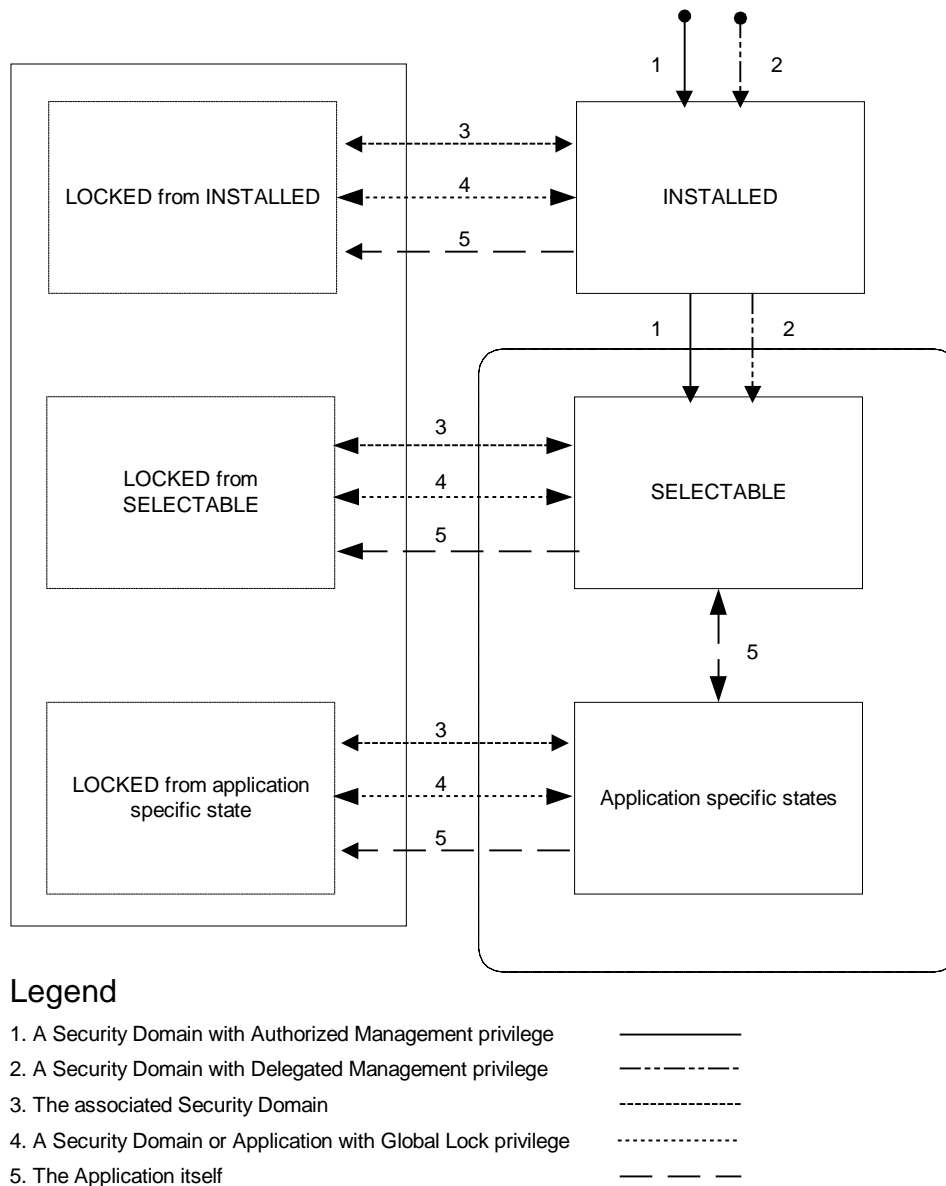 1
2
3
LOCKED from INSTALLED
4
INSTALLED
5
1
2
3
LOCKED from
SELECTABLE
4
SELECTABLE
5
5
3
LOCKED from application
specific state
4
Application specific states
5
Legend
1. A Security Domain with Authorized Management privilege
2. A Security Domain with Delegated Management privilege
3. The associated Security Domain
4. A Security Domain or Application with Global Lock privilege
5. The Application itself